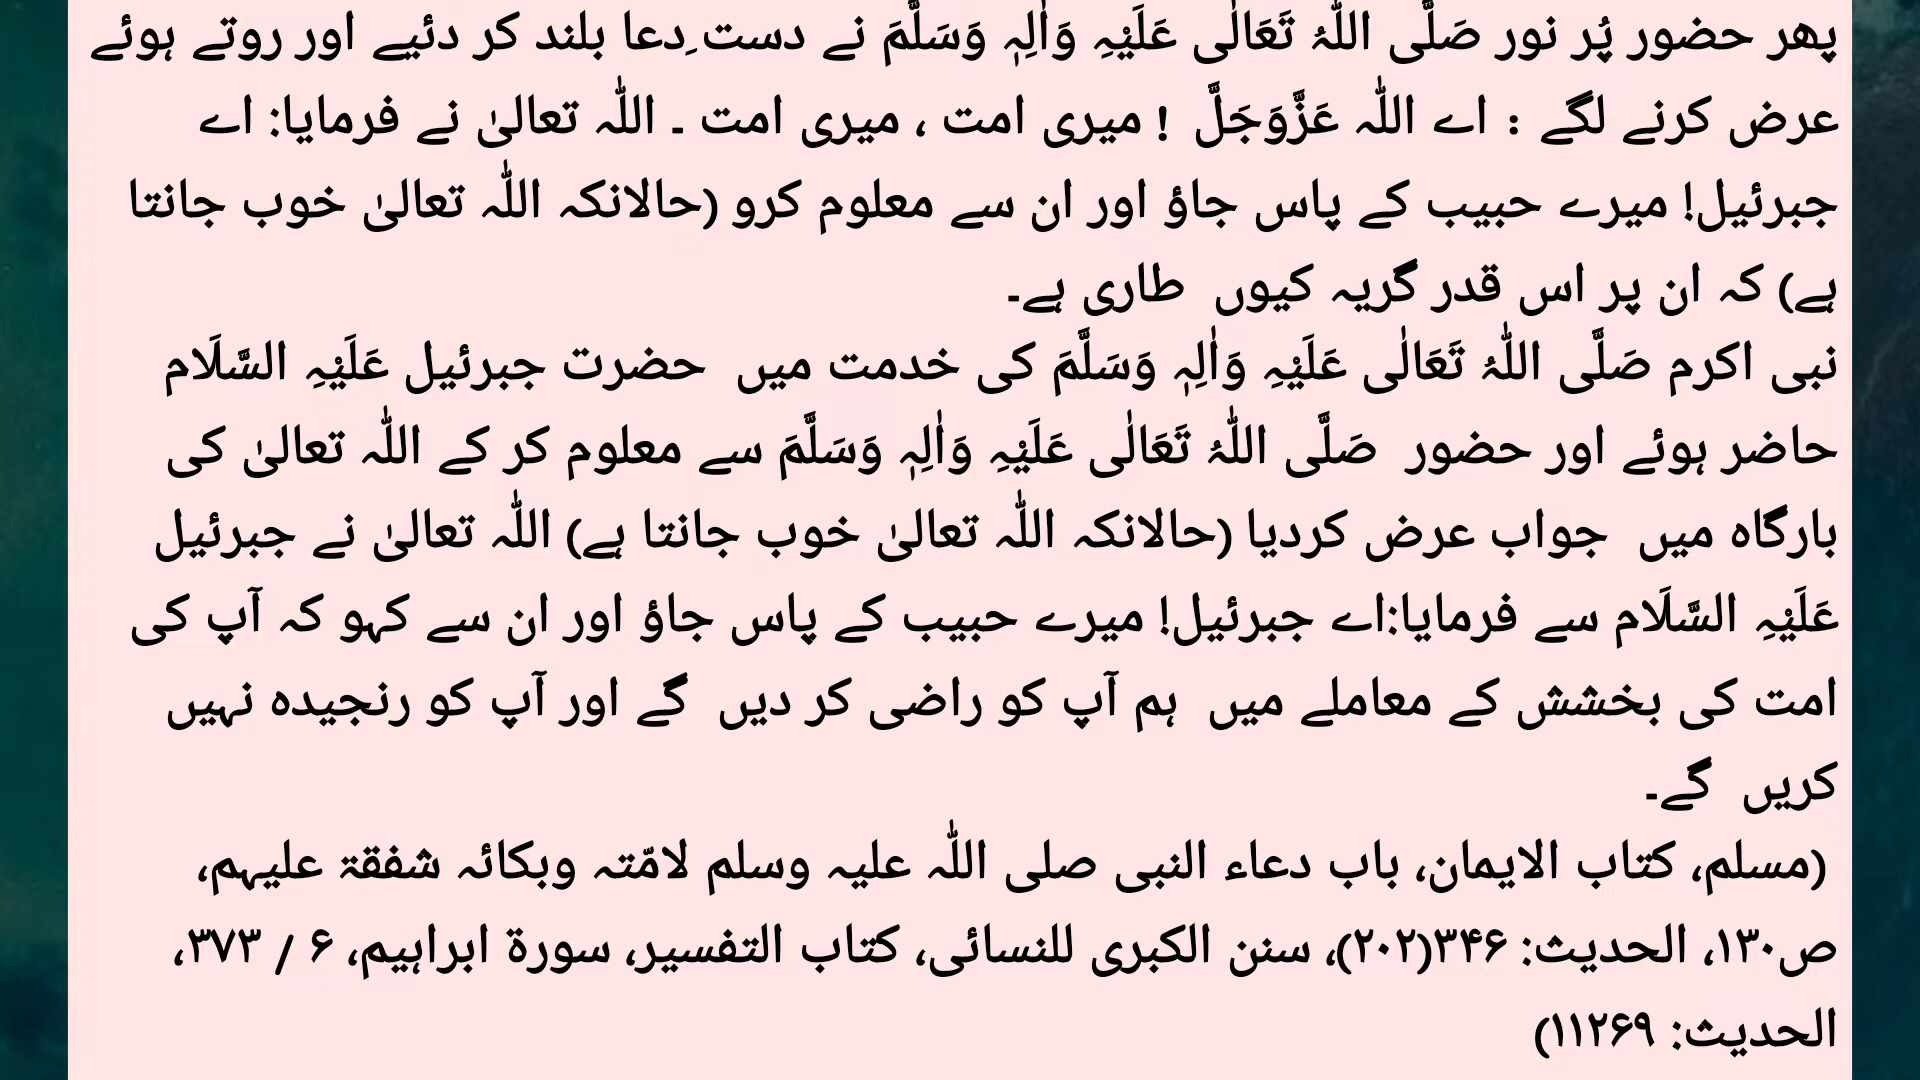 پھر حضور پُر نور صَلَّی اللّٰہُ تَعَالٰی عَلَیْہِ وَاٰلِہٖ وَسَلَّمَ نے دست ِدعا بلند کر دئیے اور روتے ہوئے
عرض کرنے لگے : اے اللّٰہ عَزَّوَجَلَّ ! میری امت ، میری امت ۔ اللّٰہ تعالیٰ نے فرمایا: اے
جبرئیل! میرے حبیب کے پاس جاؤ اور ان سے معلوم کرو (حالانکہ اللّٰہ تعالیٰ خوب جانتا
ہے) کہ ان پر اس قدر گریہ کیوں طاری ہے۔
نبی اکرم صَلَّی اللّٰہُ تَعَالٰی عَلَیْہِ وَاٰلِہٖ وَسَلَّمَ کی خدمت میں حضرت جبرئیل عَلَیْہِ السَّلَام
حاضر ہوئے اور حضور صَلَّی اللّٰہُ تَعَالٰی عَلَیْہِ وَاٰلِہٖ وَسَلَّمَ سے معلوم کر کے اللّٰہ تعالیٰ کی
بارگاہ میں جواب عرض کردیا (حالانکہ اللّٰہ تعالیٰ خوب جانتا ہے) اللّٰہ تعالیٰ نے جبرئیل
عَلَیْہِ السَّلَام سے فرمایا:اے جبرئیل! میرے حبیب کے پاس جاؤ اور ان سے کہو کہ آپ کی
امت کی بخشش کے معاملے میں ہم آپ کو راضی کر دیں گے اور آپ کو رنجیدہ نہیں
کریں گے۔
(مسلم، کتاب الایمان، باب دعاء النبی صلی اللّٰہ علیہ وسلم لامّتہ وبکائہ شفقۃ علیہم،
ص۱۳۰، الحدیث: ۳۴۶(۲۰۲)، سنن الکبری للنسائی، کتاب التفسیر، سورۃ ابراہیم، ۶ / ۳۷۳،
الحدیث: ۱۱۲۶۹)